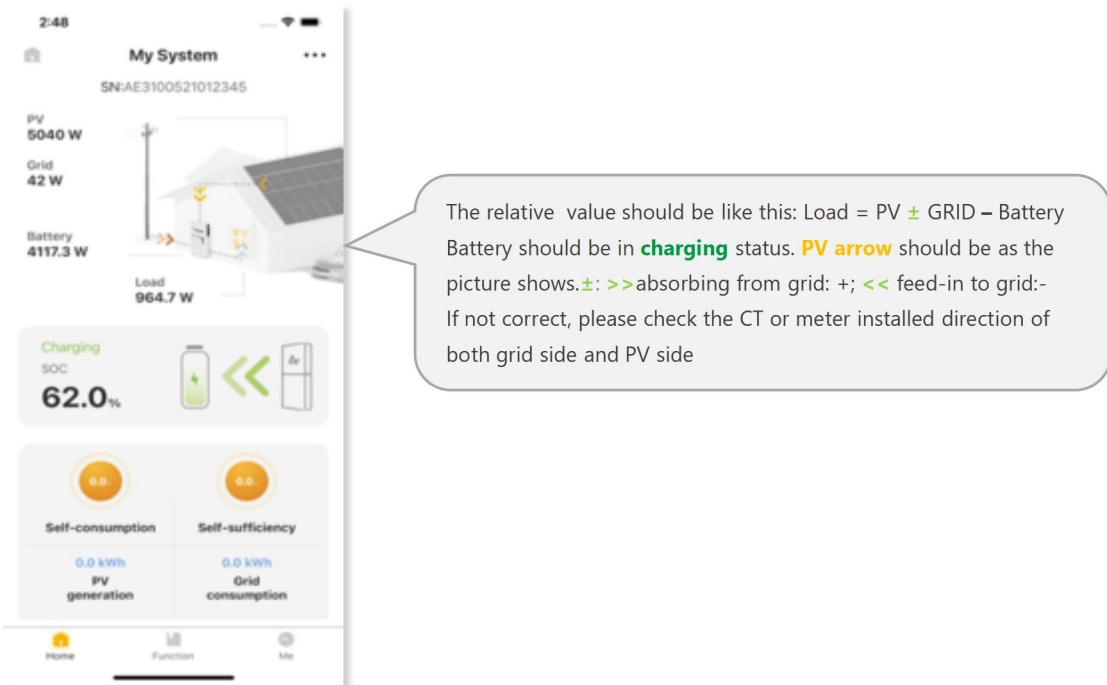 2:48
My System
SN:AE3100521012345
PV
5040 W
Grid
42 W
Battery
4117.3 W
Load
964.7 W
Charging
SOC
62.0%
0.0%
0.0%
Self-consumption
Self-sufficiency
0.0 kWh
PV
generation
0.0 kWh
Grid
consumption
Home
Function
Me
The relative value should be like this: Load = PV ± GRID – Battery
Battery should be in charging status. PV arrow should be as the
picture shows.±: >>absorbing from grid: +; << feed-in to grid:-
If not correct, please check the CT or meter installed direction of
both grid side and PV side